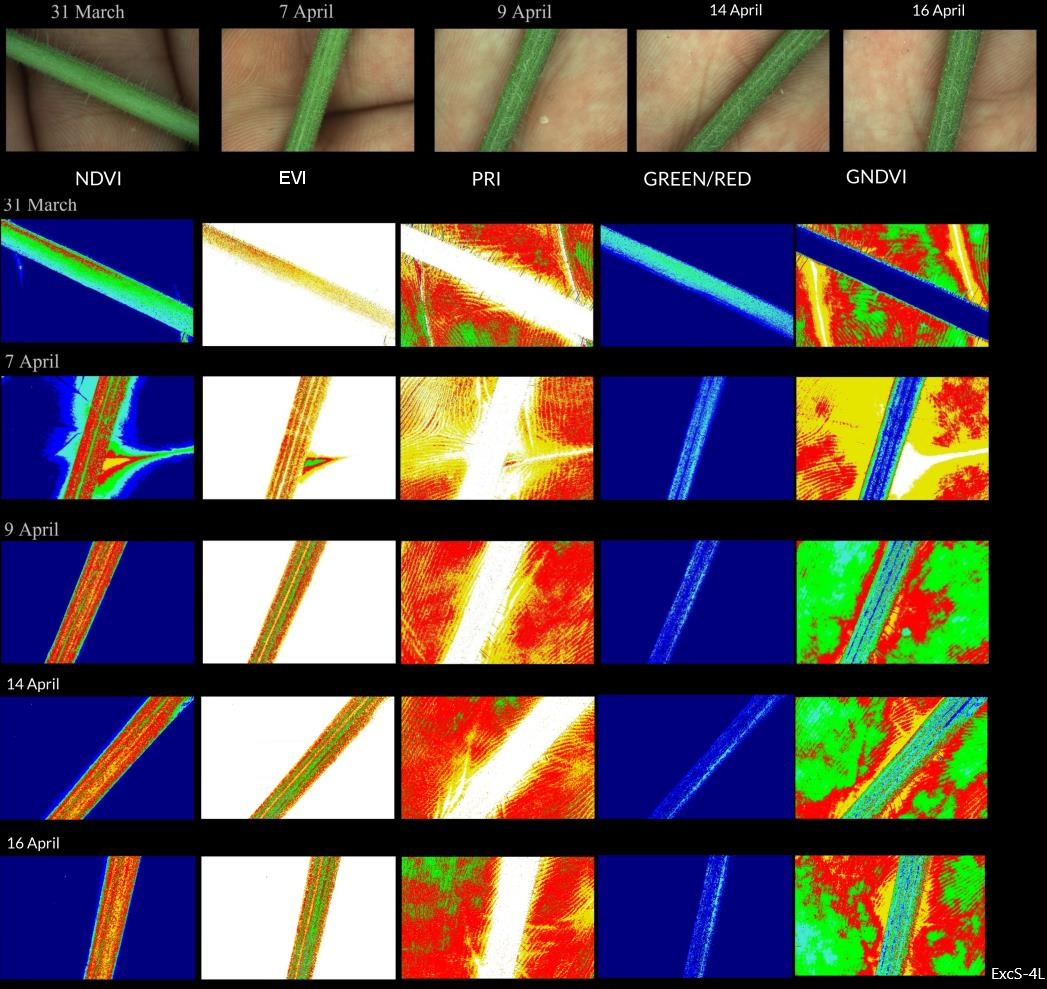 31 March 7 April 9 April 14 April 16 April
NDVI EVI PRI GREEN/RED GNDVI
31 March
7 April
9 April
14 April
16 April
ExcS-4L